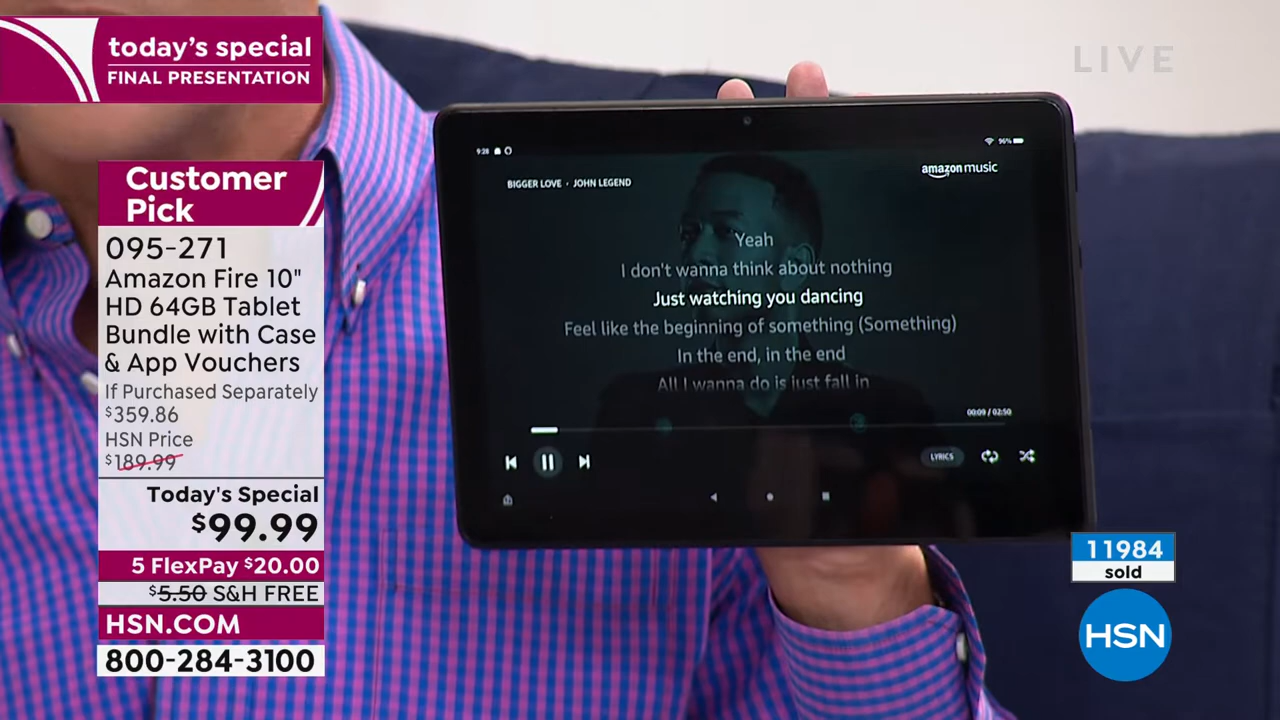 today's special
FINAL PRESENTATION
LIVE
Customer
Pick
095-271
Amazon Fire 10"
HD 64GB Tablet
Bundle with Case
& App Vouchers
If Purchased Separately
$359.86
HSN Price
$189.99
Today's Special
$99.99
5 FlexPay $20.00
$5.50 S&H FREE
HSN.COM
800-284-3100
9:28
96%
BIGGER LOVE • JOHN LEGEND
amazon music
Yeah
I don't wanna think about nothing
Just watching you dancing
Feel like the beginning of something (Something)
In the end, in the end
All I wanna do is just fall in
00:09 / 02:50
LYRICS
11984
sold
HSN